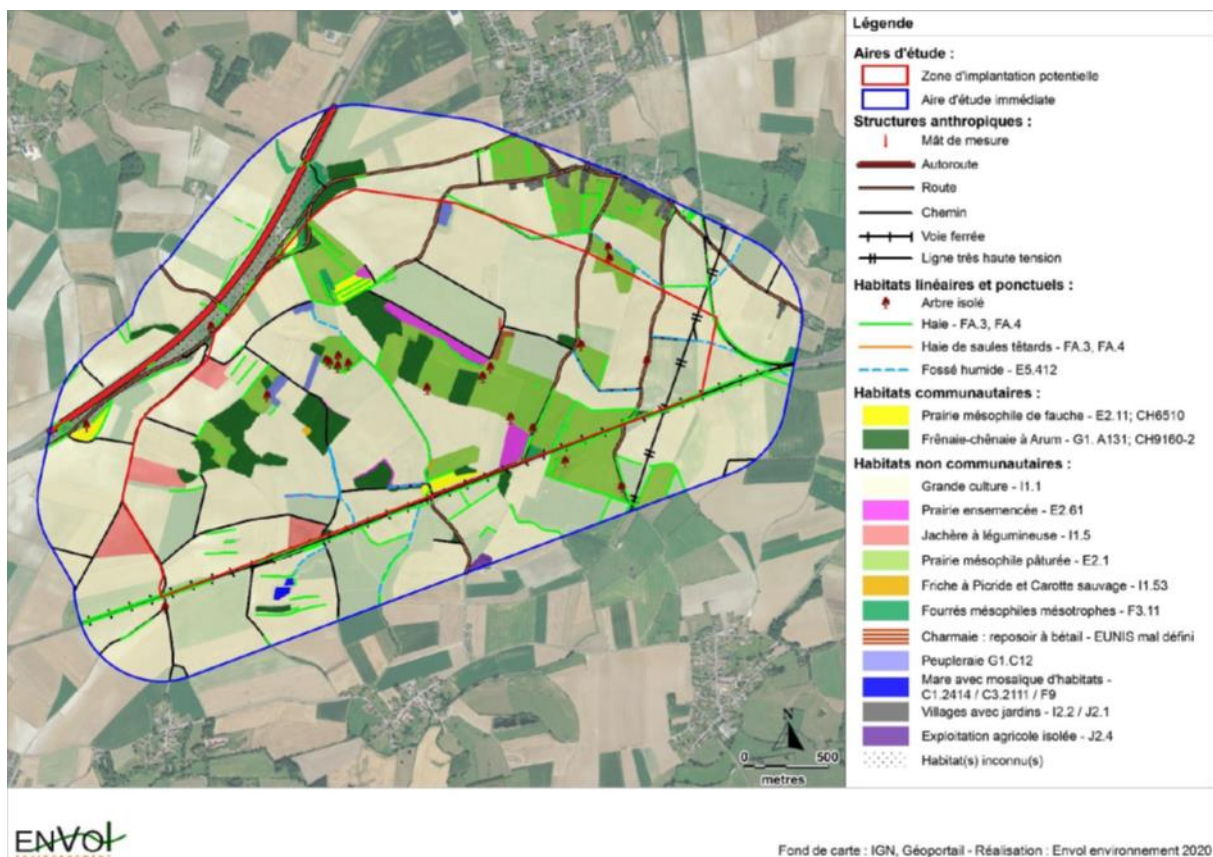 Légende
Aires d'étude :
Zone d'implantation potentielle
Aire d'étude immédiate
Structures anthropiques :
Mât de mesure
Autoroute
Route
Chemin
Voie ferrée
Ligne très haute tension
Habitats linéaires et ponctuels :
Arbre isolé
Haie - FA.3, FA.4
Haie de saules têtards - FA.3, FA.4
Fossé humide - E5.412
Habitats communautaires :
Prairie mésophile de fauche - E2.11; CH6510
Frênaie-chênaie à Arum - G1. A131; CH9160-2
Habitats non communautaires :
Grande culture - I1.1
Prairie ensemencée - E2.61
Jachère à légumineuse - I1.5
Prairie mésophile pâturée - E2.1
Friche à Picride et Carotte sauvage - I1.53
Fourrés mésophiles mésotrophes - F3.11
Charmaie : reposoir à bétail - EUNIS mal défini
Peupleraie G1.C12
Mare avec mosaïque d'habitats -
C1.2414 / C3.2111 / F9
Villages avec jardins - I2.2 / J2.1
Exploitation agricole isolée - J2.4
Habitat(s) inconnu(s)
N
0 500
metres
ENVOl
ENVIRONNEMENT
Fond de carte : IGN, Géoportail - Réalisation : Envol environnement 2020